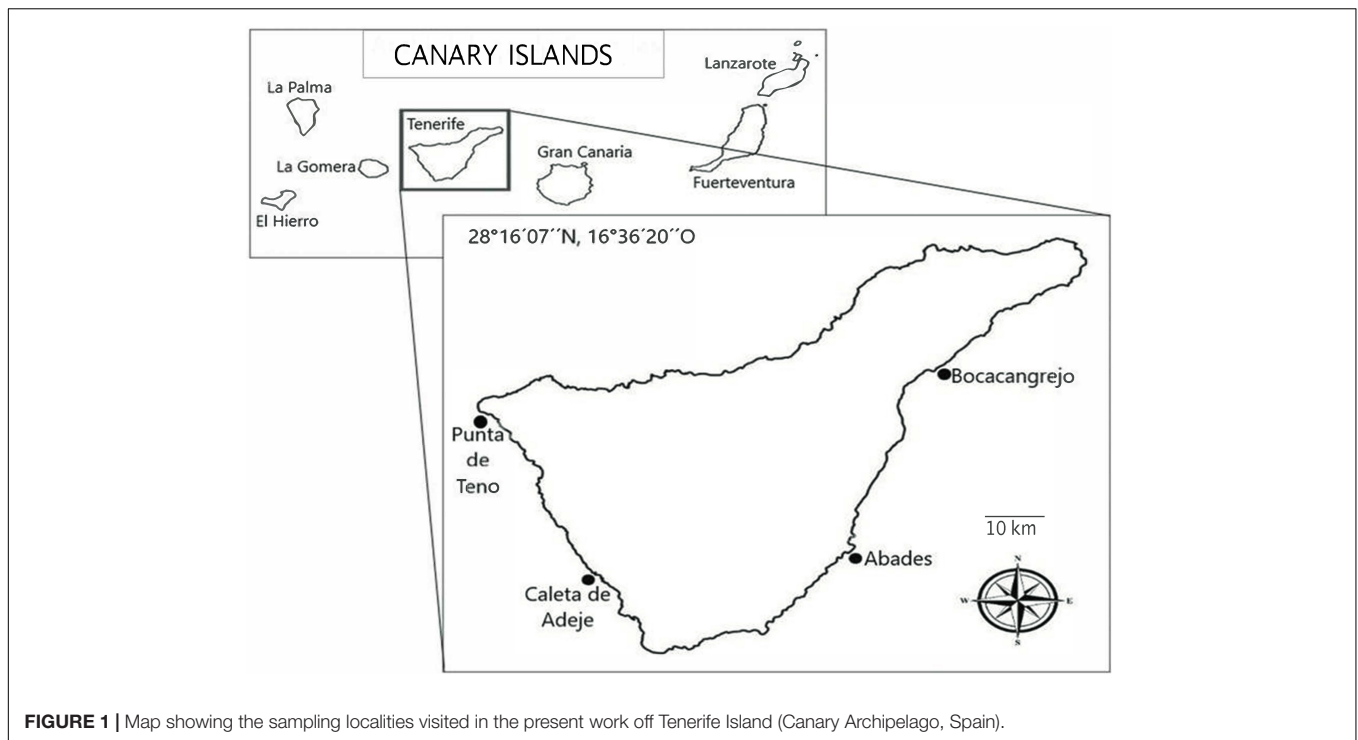 CANARY ISLANDS
Lanzarote
La Palma
Tenerife
Gran Canaria
La Gomera
Fuerteventura
El Hierro
28°16´07´´N, 16°36´20´´O
Bocacangrejo
Punta
de
Teno
10 km
Abades
N
W
E
S
Caleta de
Adeje
FIGURE 1 | Map showing the sampling localities visited in the present work off Tenerife Island (Canary Archipelago, Spain).